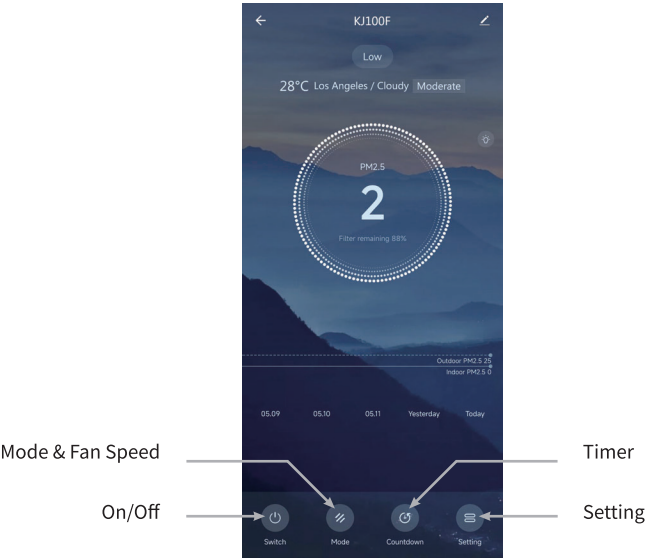 KJ100F
Low
28°C Los Angeles / Cloudy Moderate
PM2.5
2
Filter remaining 88%
Outdoor PM2.5 25
Indoor PM2.5 0
05.09 05.10 05.11 Yesterday Today
Mode & Fan Speed
Timer
On/Off
Setting
Switch Mode Countdown Setting